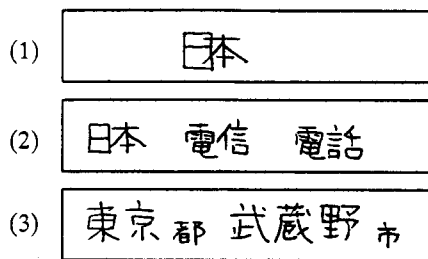 (1) 日本
(2) 日本 電信 電話
(3) 東京都 武蔵野市